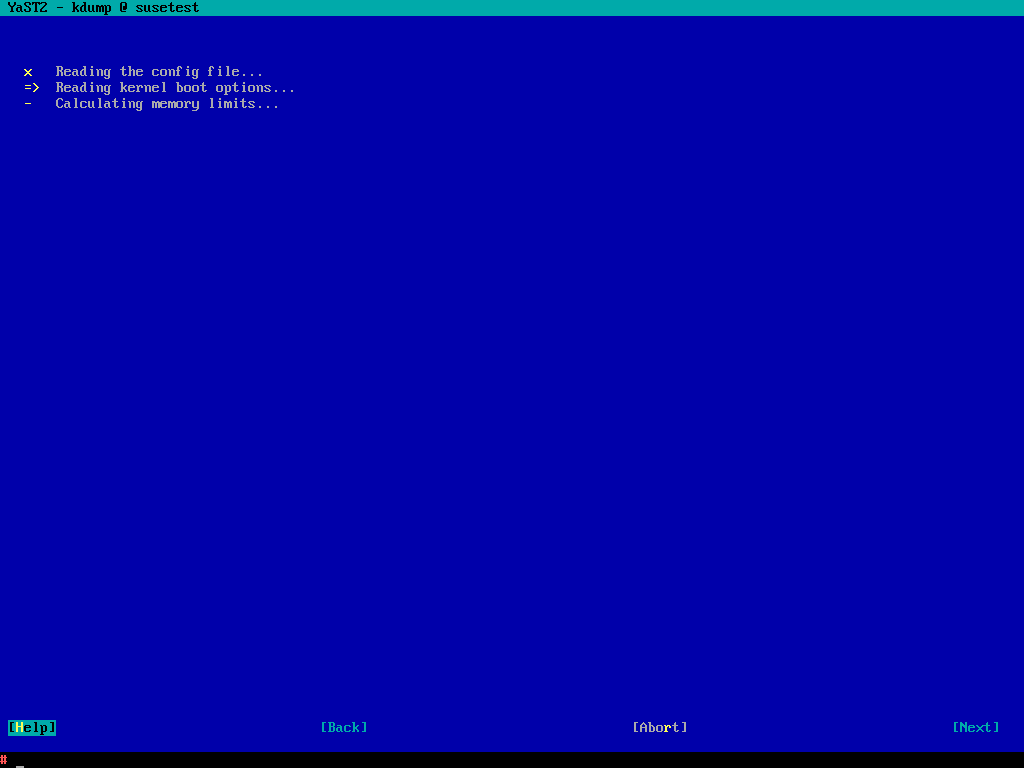 YaST2 - kdump @ susetest
x Reading the config file...
=> Reading kernel boot options...
- Calculating memory limits...
[Help] [Back] [Abort] [Next]
# _